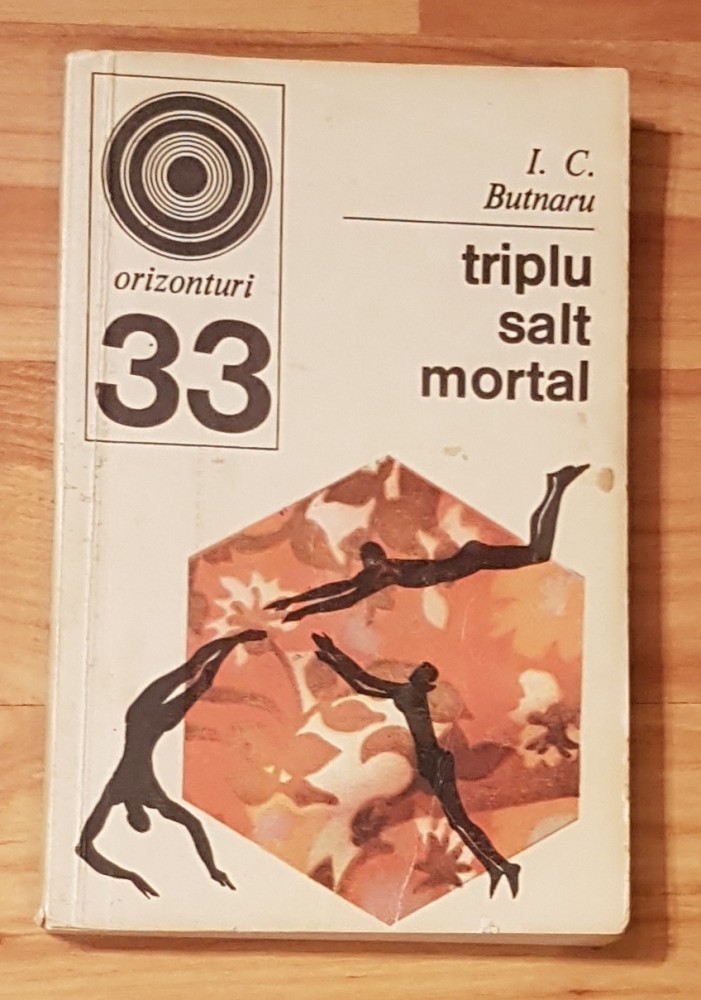 orizonturi
33
I. C.
Butnaru
triplu
salt
mortal